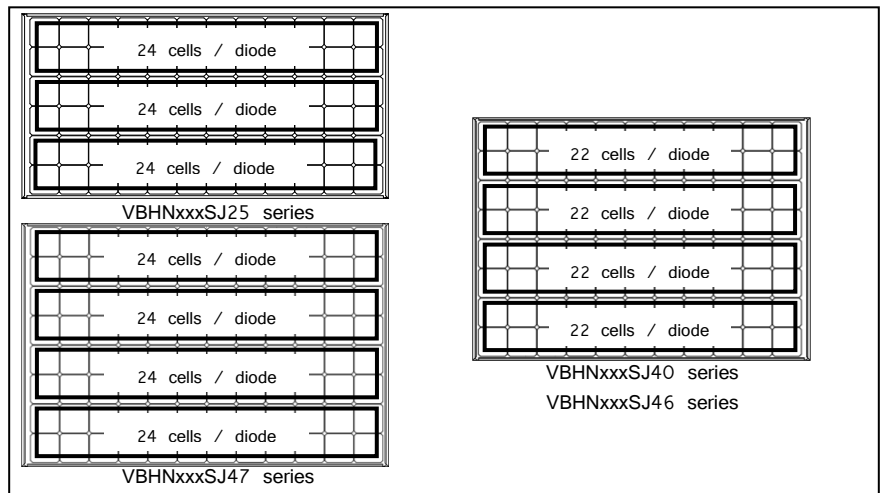 24 cells / diode
24 cells / diode
24 cells / diode
VBHNxxxSJ25 series
24 cells / diode
24 cells / diode
24 cells / diode
24 cells / diode
VBHNxxxSJ47 series
22 cells / diode
22 cells / diode
22 cells / diode
22 cells / diode
VBHNxxxSJ40 series
VBHNxxxSJ46 series